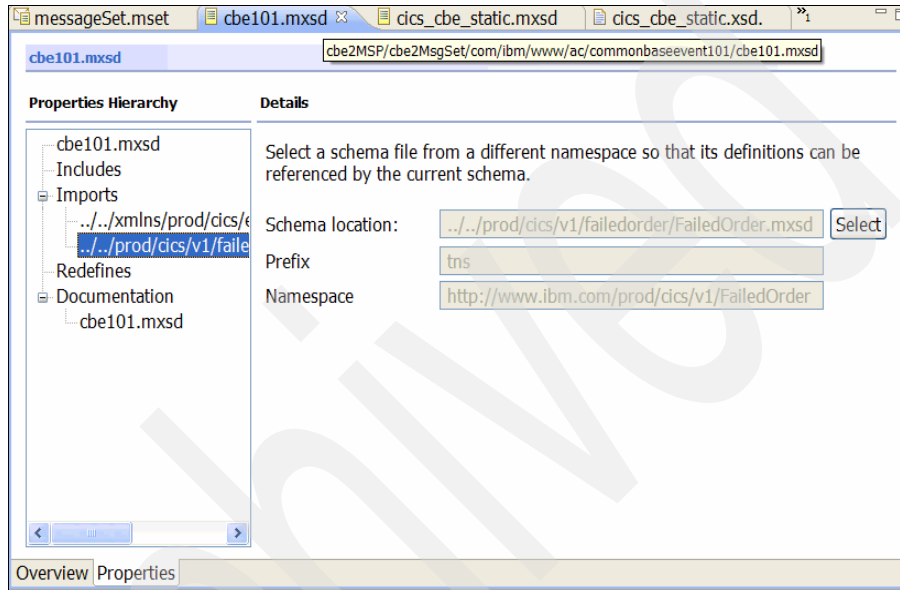 messageSet.mset cbe101.mxsd cics_cbe_static.mxsd cics_cbe_static.xsd. »1
cbe2MSP/cbe2MsgSet/com/ibm/www/ac/commonbaseevent101/cbe101.mxsd
cbe101.mxsd
Properties Hierarchy Details
cbe101.mxsd
Includes
Imports
../../xmlns/prod/cics/e
../../prod/cics/v1/faile
Redefines
Documentation
cbe101.mxsd
Select a schema file from a different namespace so that its definitions can be
referenced by the current schema.
Schema location: ../../prod/cics/v1/failedorder/FailedOrder.mxsd Select
Prefix tns
Namespace http://www.ibm.com/prod/cics/v1/FailedOrder
Overview Properties
hived